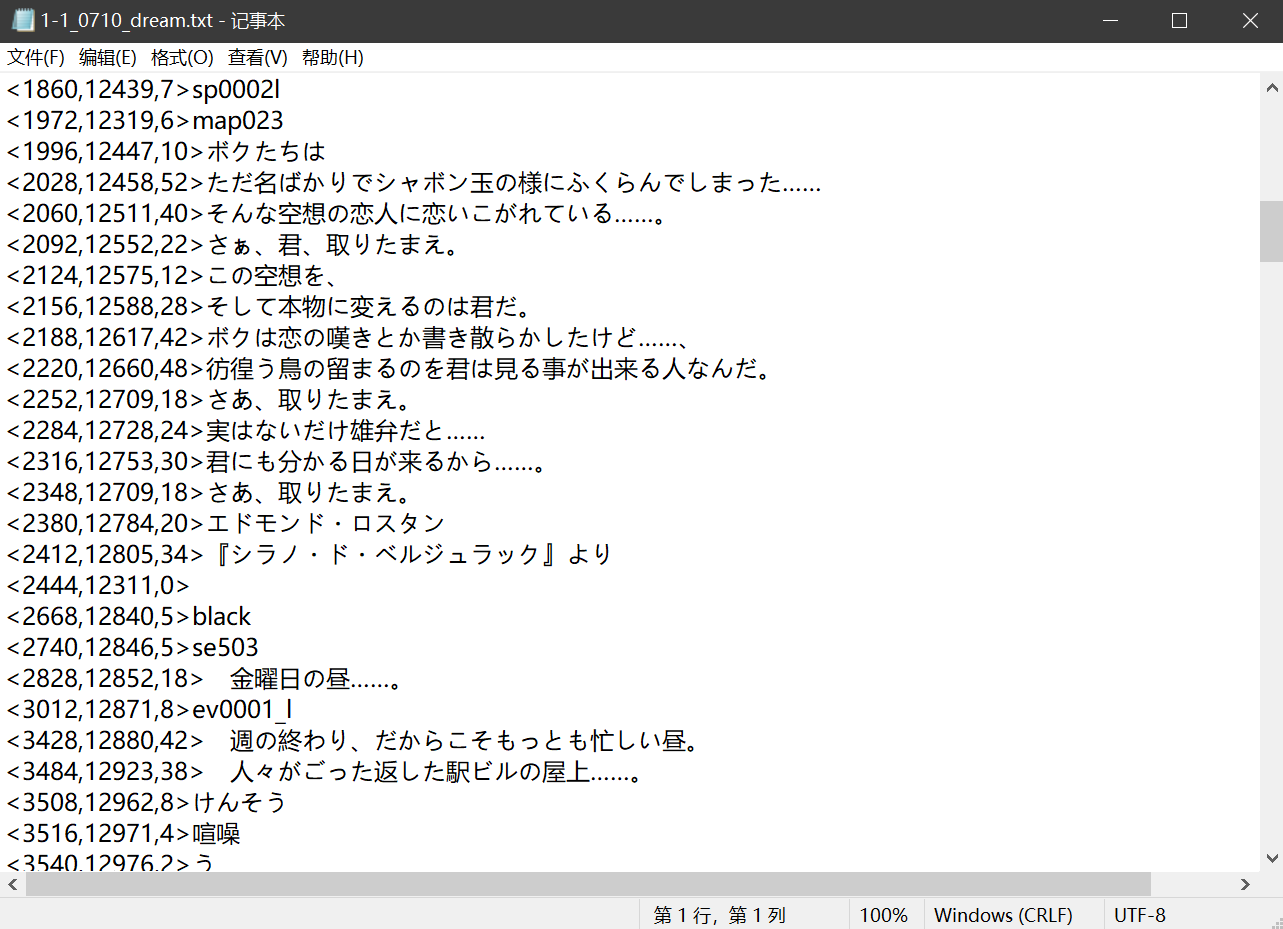 1-1_0710_dream.txt - 记事本
文件(F) 编辑(E) 格式(O) 查看(V) 帮助(H)
<1860,12439,7>sp0002l
<1972,12319,6>map023
<1996,12447,10>ボクたちは
<2028,12458,52>ただ名ばかりでシャボン玉の様にふくらんでしまった……
<2060,12511,40>そんな空想の恋人に恋いこがれている……。
<2092,12552,22>さぁ、君、取りたまえ。
<2124,12575,12>この空想を、
<2156,12588,28>そして本物に変えるのは君だ。
<2188,12617,42>ボクは恋の嘆きとか書き散らかしたけど……、
<2220,12660,48>彷徨う鳥の留まるのを君は見る事が出来る人なんだ。
<2252,12709,18>さあ、取りたまえ。
<2284,12728,24>実はないだけ雄弁だと……
<2316,12753,30>君にも分かる日が来るから……。
<2348,12709,18>さあ、取りたまえ。
<2380,12784,20>エドモンド・ロスタン
<2412,12805,34>『シラノ・ド・ベルジュラック』より
<2444,12311,0>
<2668,12840,5>black
<2740,12846,5>se503
<2828,12852,18>　金曜日の昼……。
<3012,12871,8>ev0001_l
<3428,12880,42>　週の終わり、だからこそもっとも忙しい昼。
<3484,12923,38>　人々がごった返した駅ビルの屋上……。
<3508,12962,8>けんそう
<3516,12971,4>喧噪
<3540,12976,2>う
第 1 行，第 1 列 100% Windows (CRLF) UTF-8